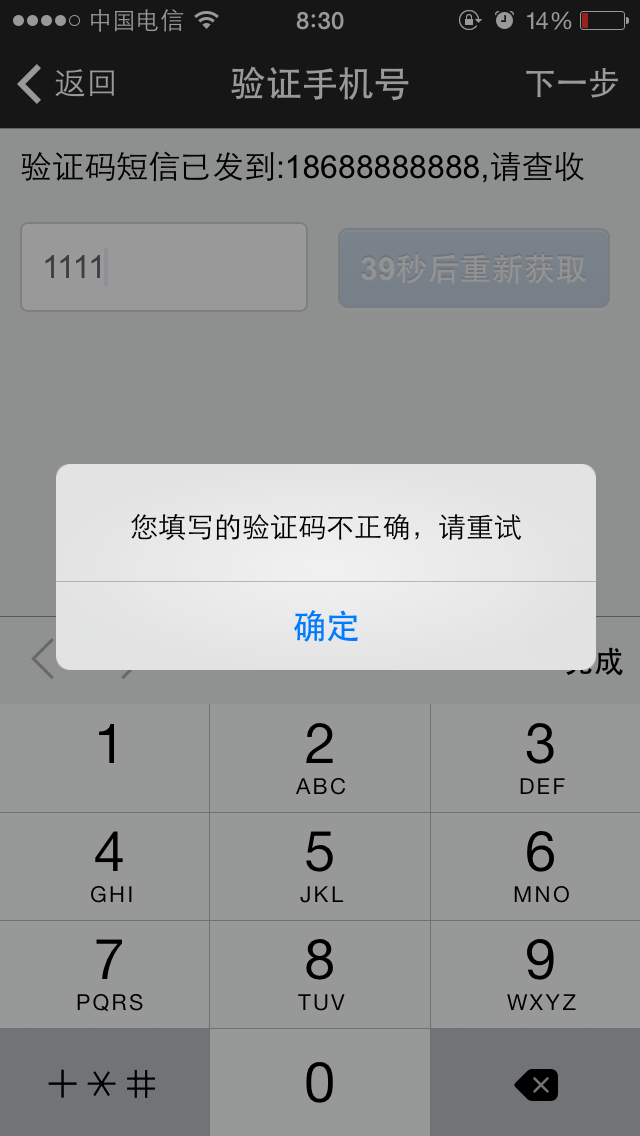 中国电信 8:30 14%
返回 验证手机号 下一步
验证码短信已发到:18688888888,请查收
1111 39秒后重新获取
您填写的验证码不正确，请重试
确定
完成
1 2 3
ABC DEF
4 5 6
GHI JKL MNO
7 8 9
PQRS TUV WXYZ
+*# 0